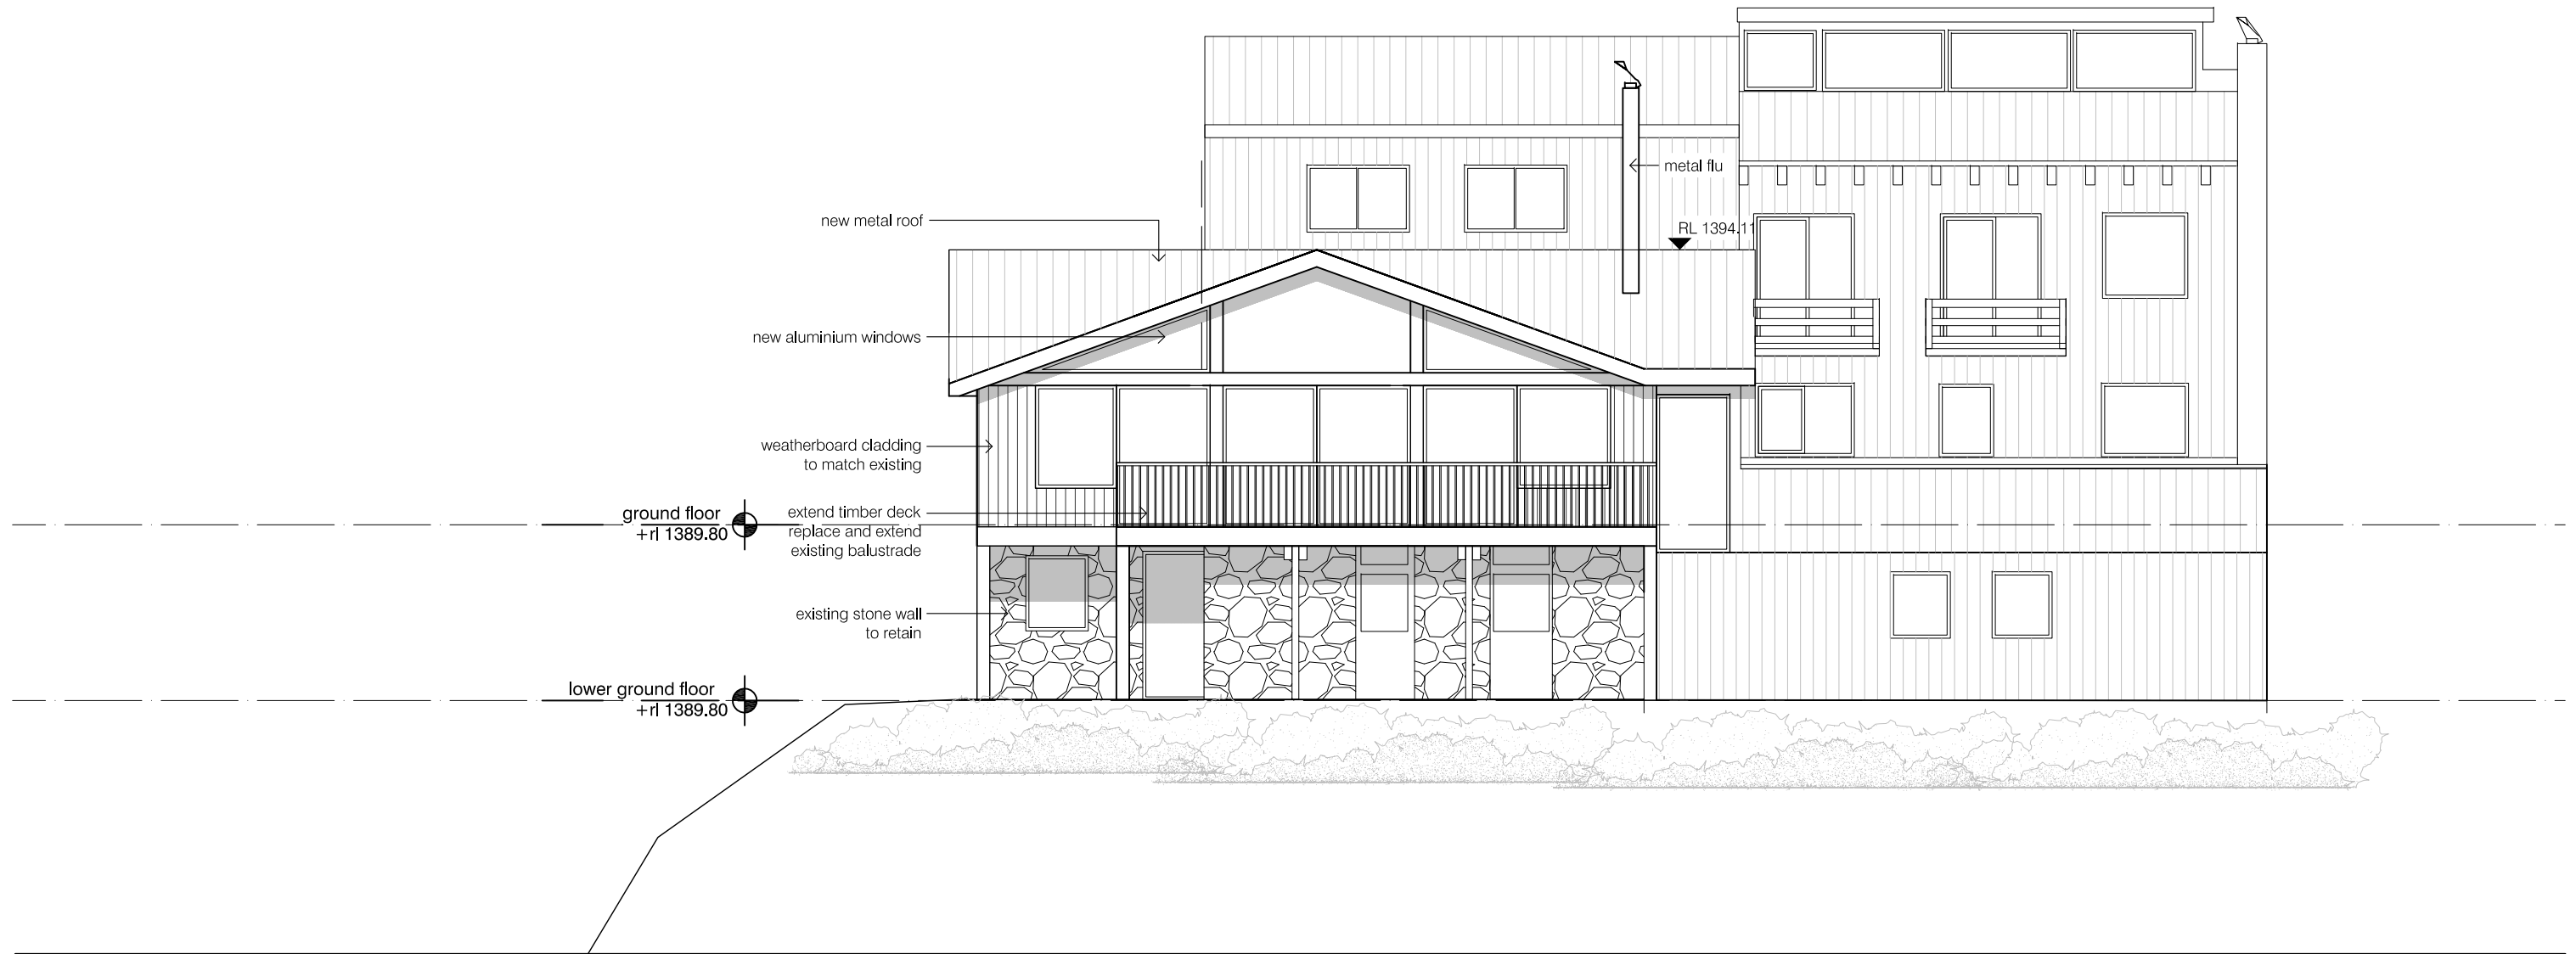 metal flu
new metal roof
RL 1394.11
new aluminium windows
weatherboard cladding
to match existing
ground floor
+rl 1389.80
extend timber deck
replace and extend
existing balustrade
existing stone wall
to retain
lower ground floor
+rl 1389.80